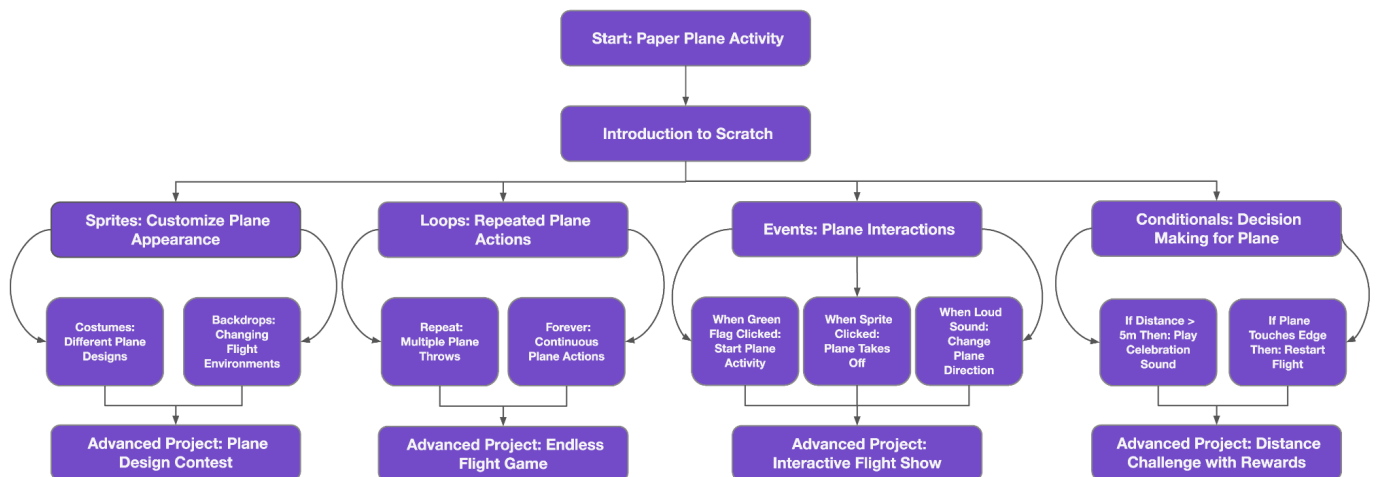 Start: Paper Plane Activity
Introduction to Scratch
Sprites: Customize Plane
Appearance
Loops: Repeated Plane
Actions
Events: Plane Interactions
Conditionals: Decision
Making for Plane
Costumes:
Different Plane
Designs
Backdrops:
Changing
Flight
Environments
Repeat:
Multiple Plane
Throws
Forever:
Continuous
Plane Actions
When Green
Flag Clicked:
Start Plane
Activity
When Sprite
Clicked:
Plane Takes
Off
When Loud
Sound:
Change
Plane
Direction
If Distance >
5m Then: Play
Celebration
Sound
If Plane
Touches Edge
Then: Restart
Flight
Advanced Project: Plane
Design Contest
Advanced Project: Endless
Flight Game
Advanced Project:
Interactive Flight Show
Advanced Project: Distance
Challenge with Rewards